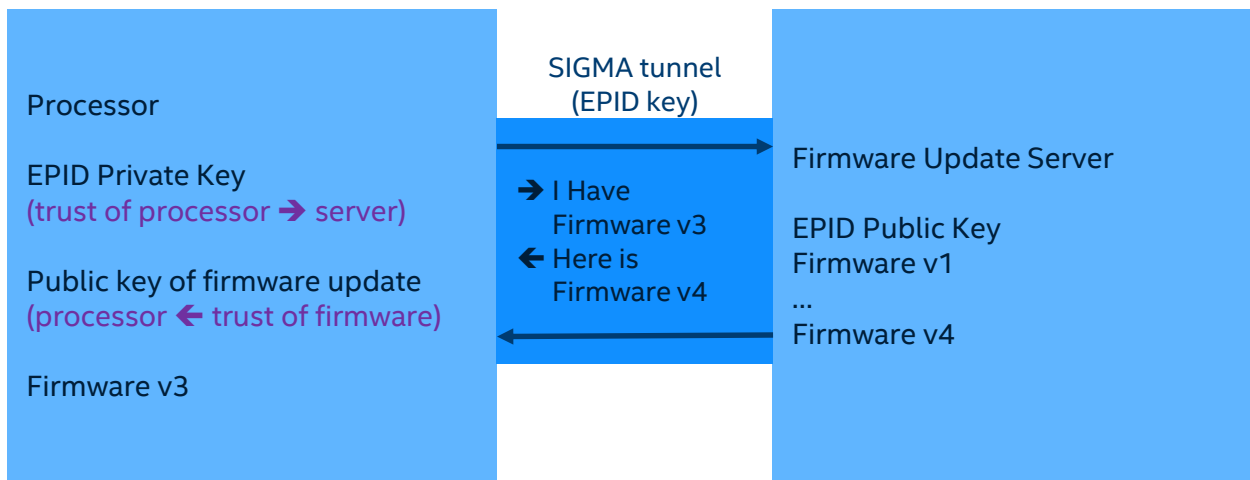 Processor
EPID Private Key
(trust of processor ➔ server)
Public key of firmware update
(processor 🡰 trust of firmware)
Firmware v3
SIGMA tunnel
(EPID key)
➔ I Have
Firmware v3
🡰 Here is
Firmware v4
Firmware Update Server
EPID Public Key
Firmware v1
...
Firmware v4